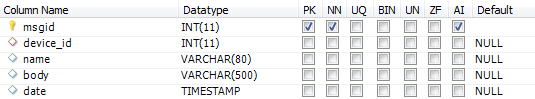 Column Name Datatype PK NN UQ BIN UN ZF AI Default
msgid INT(11)
device_id INT(11) NULL
name VARCHAR(80) NULL
body VARCHAR(500) NULL
date TIMESTAMP NULL